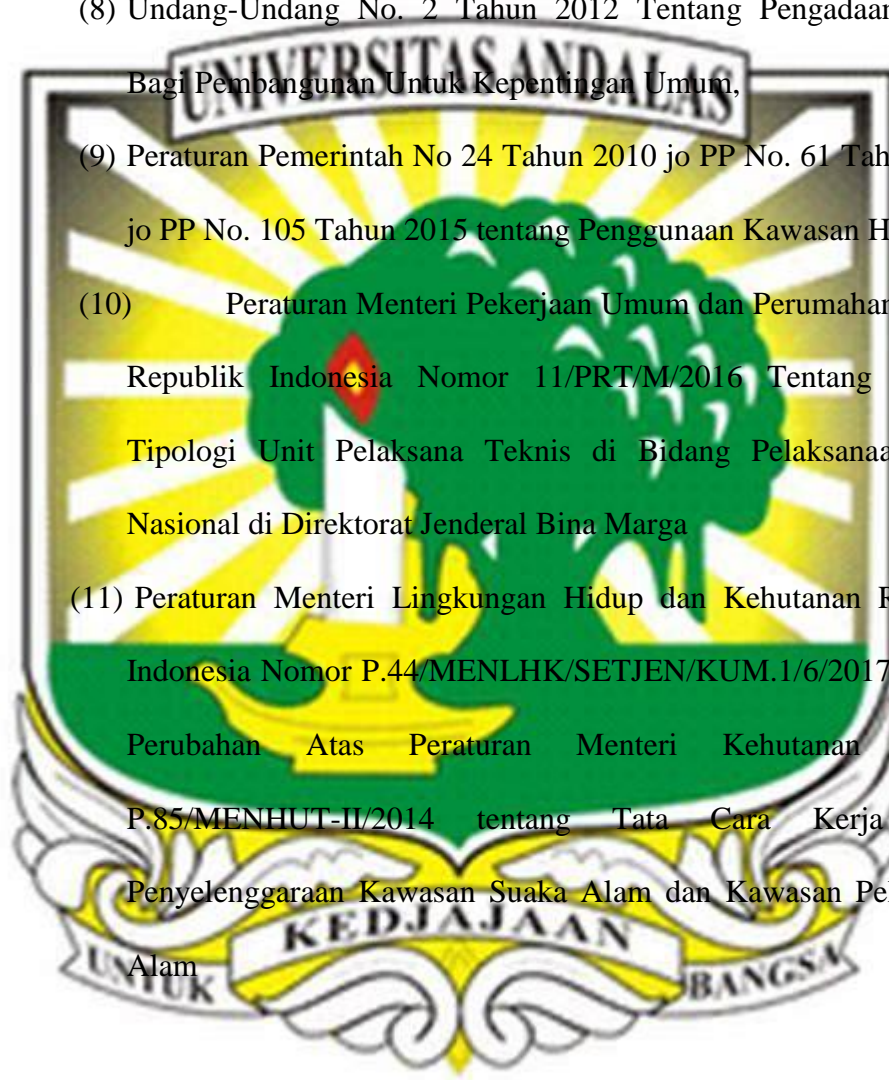 (8) Undang-Undang No. 2 Tahun 2012 Tentang Pengadaan
UNIVERSITAS ANDALAS
Bagi Pembangunan Untuk Kepentingan Umum,
(9) Peraturan Pemerintah No 24 Tahun 2010 jo PP No. 61
jo PP No. 105 Tahun 2015 tentang Penggunaan Kawasan
(10) Peraturan Menteri Pekerjaan Umum dan Perumahan
Republik Indonesia Nomor 11/PRT/M/2016 Tentang
Tipologi Unit Pelaksana Teknis di Bidang
Nasional di Direktorat Jenderal Bina Marga
(11) Peraturan Menteri Lingkungan Hidup dan Kehutanan
Indonesia Nomor P.44/MENLHK/SETJEN/KUM.1/6/2017
Perubahan Atas Peraturan Menteri Kehutanan
P.85/MENHUT-II/2014 tentang Tata Cara Kerja
Penyelenggaraan Kawasan Suaka Alam dan Kawasan
Alam
UNTUK KEDJAJAAN BANGSA